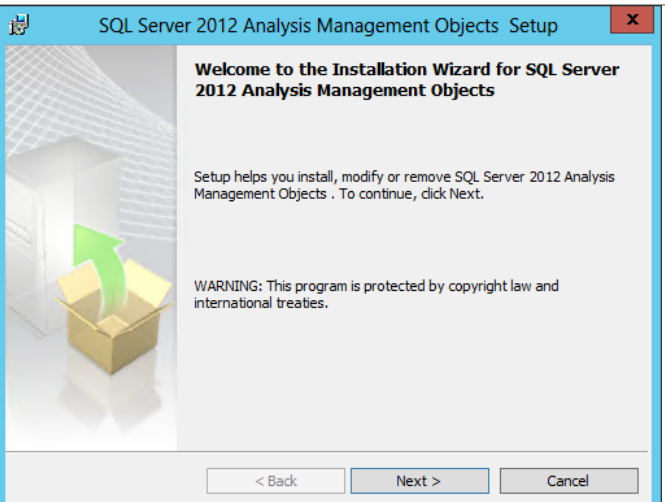 SQL Server 2012 Analysis Management Objects  Setup
x
Welcome to the Installation Wizard for SQL Server
2012 Analysis Management Objects
Setup helps you install, modify or remove SQL Server 2012 Analysis
Management Objects . To continue, click Next.
WARNING: This program is protected by copyright law and
international treaties.
< Back Next > Cancel